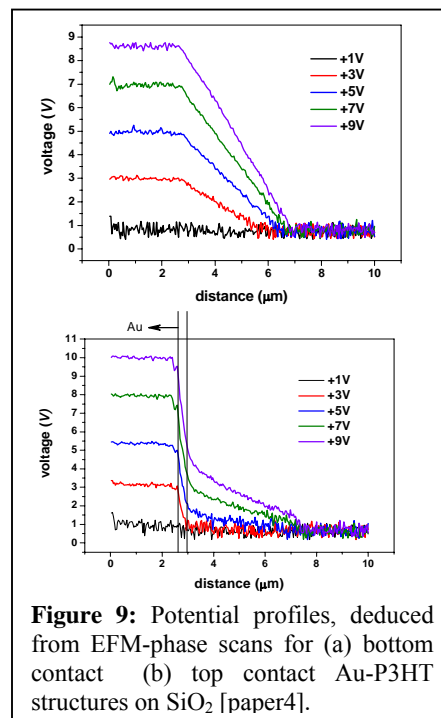 9
8
7
6
5
4
3
2
1
0
voltage (V)
+1V
+3V
+5V
+7V
+9V
0 2 4 6 8 10
distance (µm)
Au
11
10
9
8
7
6
5
4
3
2
1
0
voltage (V)
+1V
+3V
+5V
+7V
+9V
0 2 4 6 8 10
distance (µm)
Figure 9: Potential profiles, deduced
from EFM-phase scans for (a) bottom
contact (b) top contact Au-P3HT
structures on SiO2 [paper4].